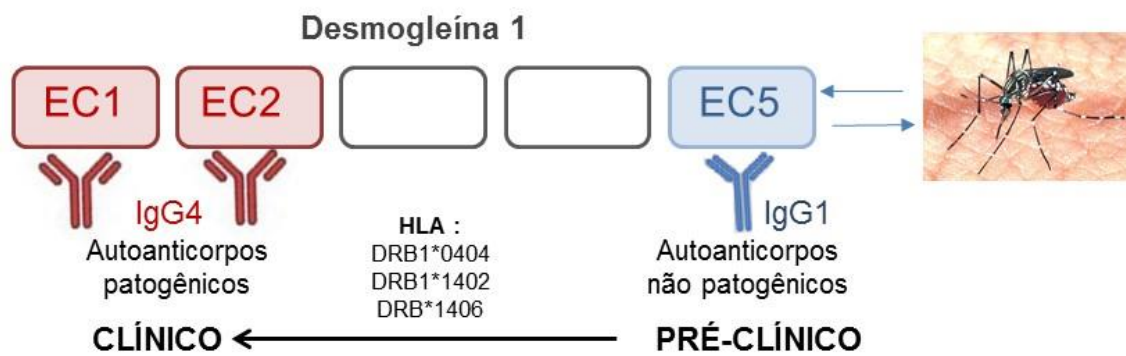 Desmogleína 1
EC1
EC2
EC5
IgG4
Autoanticorpos
patogênicos
HLA :
DRB1*0404
DRB1*1402
DRB*1406
IgG1
Autoanticorpos
não patogênicos
CLÍNICO
PRÉ-CLÍNICO